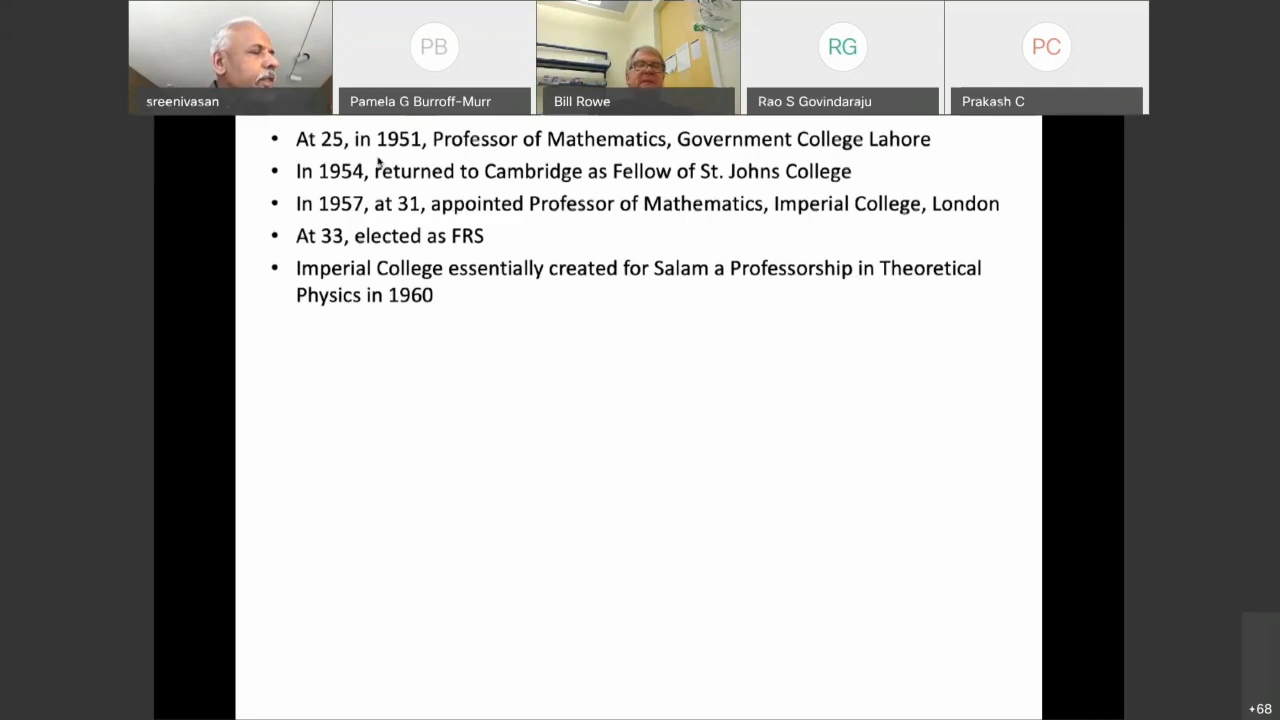 PB
RG
PC
sreenivasan
Pamela G Burroff-Murr
Bill Rowe
Rao S Govindaraju
Prakash C
• At 25, in 1951, Professor of Mathematics, Government College Lahore
• In 1954, returned to Cambridge as Fellow of St. Johns College
• In 1957, at 31, appointed Professor of Mathematics, Imperial College, London
• At 33, elected as FRS
• Imperial College essentially created for Salam a Professorship in Theoretical
Physics in 1960
+68